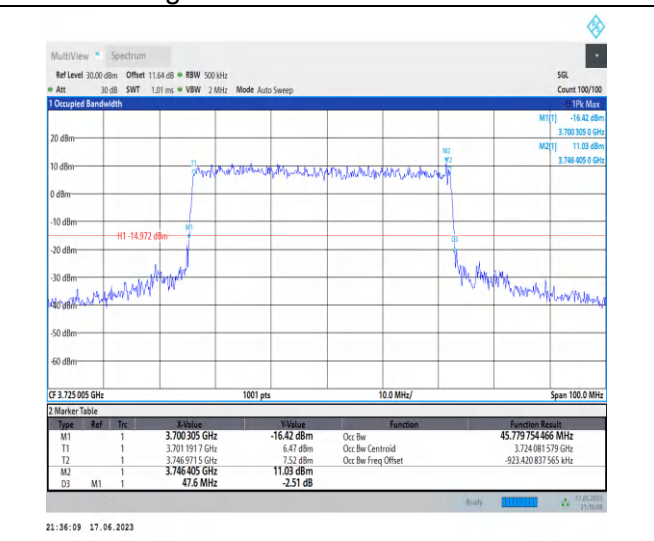 MultiView Spectrum
Ref Level 30.00 dBm Offset 11.64 dB RBW 500 kHz SGL
Att 30 dB SWT 1.01 ms VBW 2 MHz Mode Auto Sweep Count 100/100
1 Occupied Bandwidth 1Pk Max
M1[1] -16.42 dBm
3.700 305 0 GHz
M2[1] 11.03 dBm
3.746 405 0 GHz
20 dBm
M2
T1
T2
10 dBm
0 dBm
-10 dBm
M1
H1 -14.972 dBm
D3
-20 dBm
-30 dBm
-40 dBm
-50 dBm
-60 dBm
CF 3.725 005 GHz 1001 pts 10.0 MHz/ Span 100.0 MHz
2 Marker Table
Type Ref Trc X-Value Y-Value Function Function Result
M1 1 3.700305 GHz -16.42 dBm Occ Bw 45.779 754 466 MHz
T1 1 3.701 191 7 GHz 6.47 dBm Occ Bw Centroid 3.724 081 579 GHz
T2 1 3.746 971 5 GHz 7.52 dBm Occ Bw Freq Offset -923.420 837 565 kHz
M2 1 3.746 405 GHz 11.03 dBm
D3 M1 1 47.6 MHz -2.51 dB
Ready 17.06.2023
21:36:08
21:36:09 17.06.2023